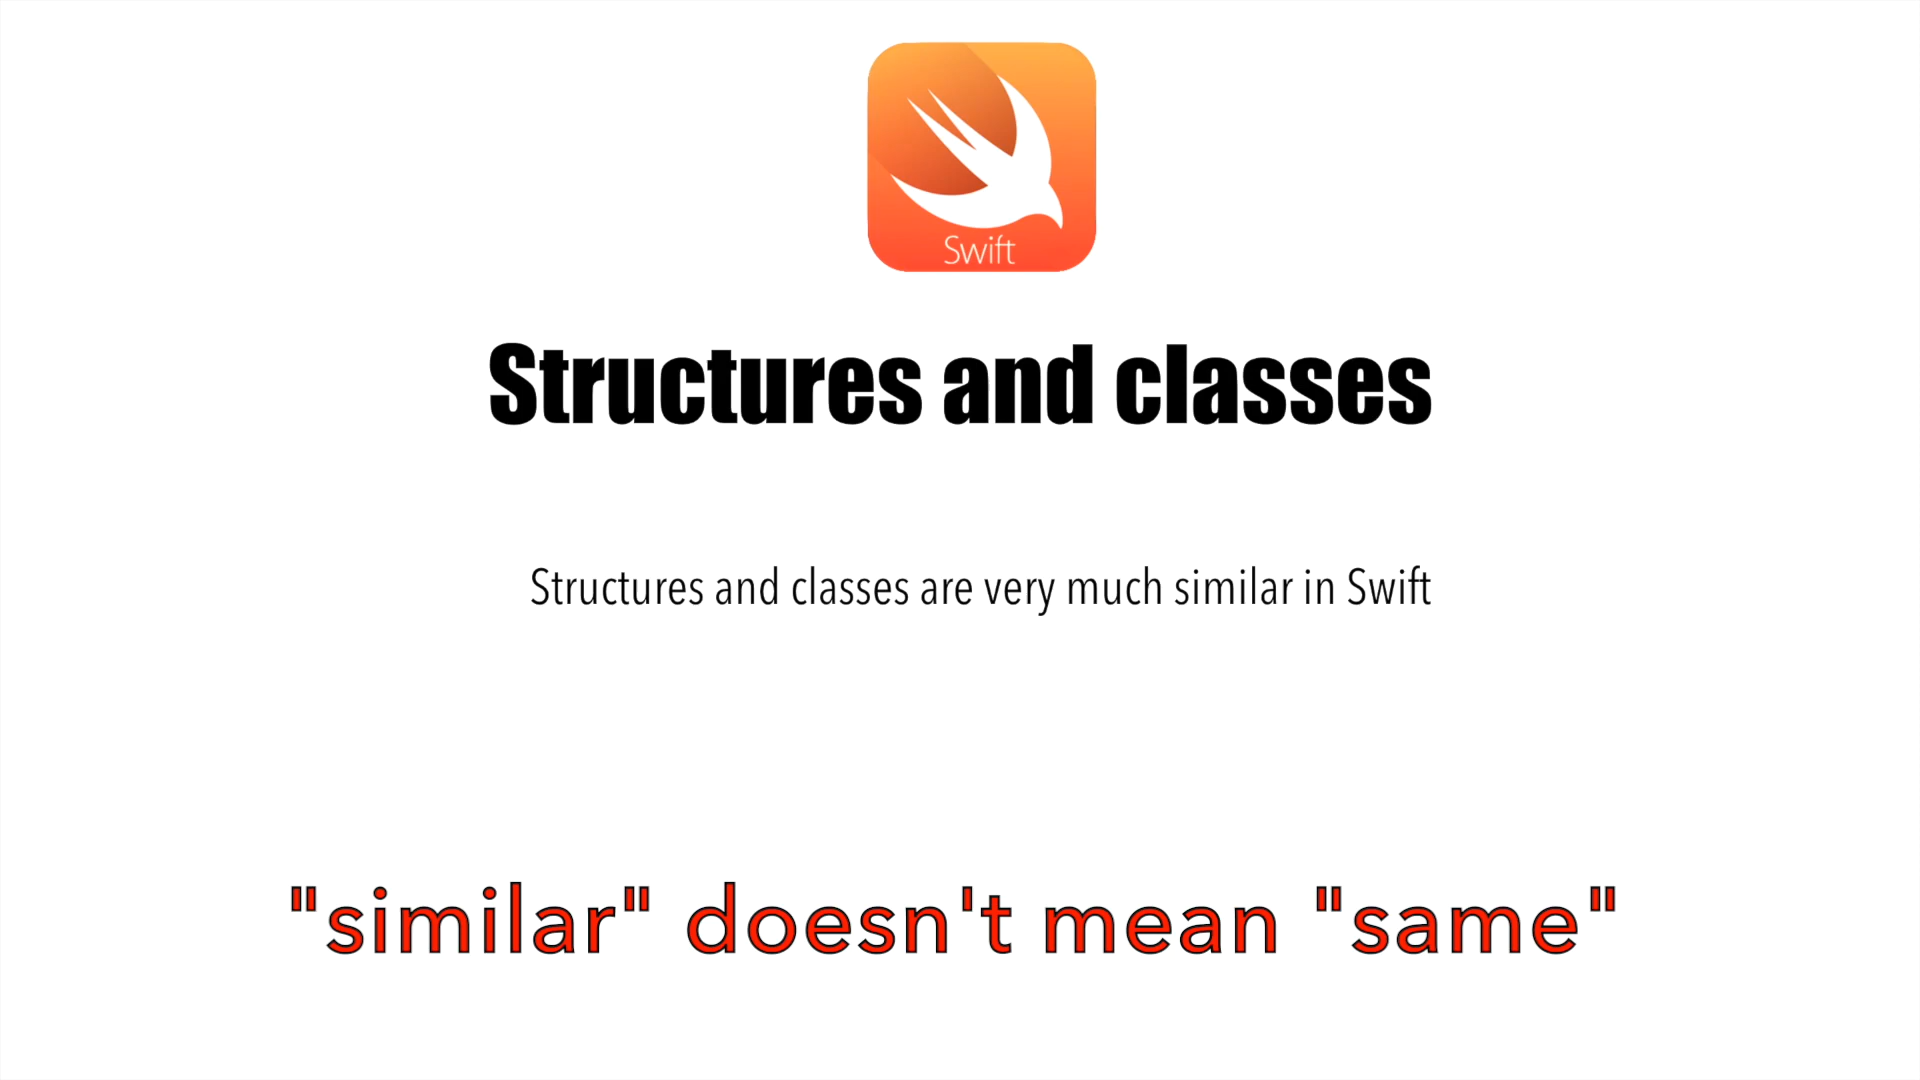 Swift
Structures and classes
Structures and classes are very much similar in Swift
"similar" doesn't mean "same"